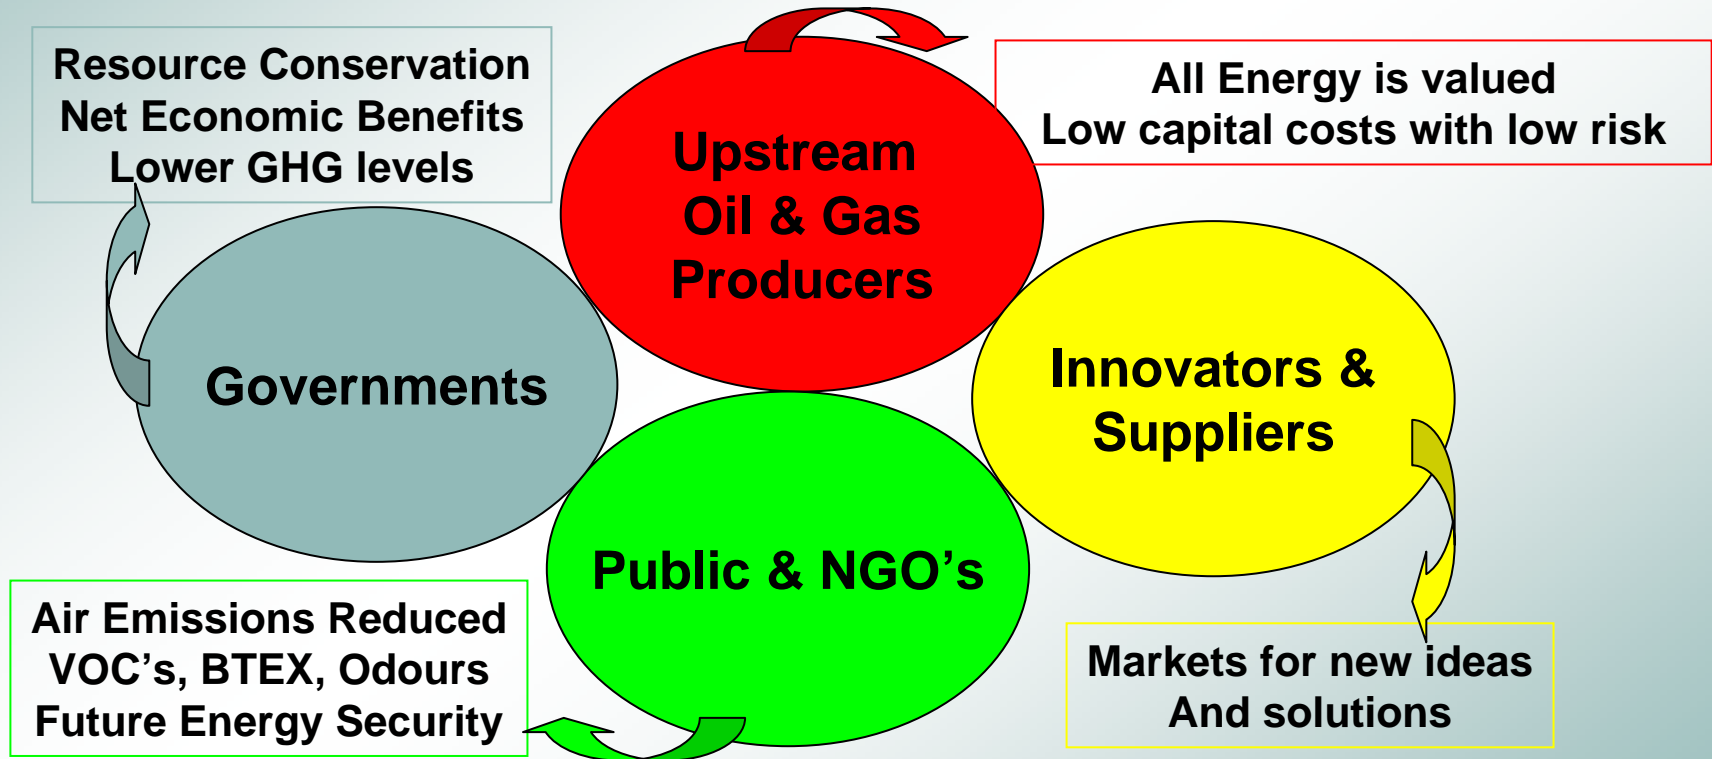 Resource Conservation
Net Economic Benefits
Lower GHG levels
All Energy is valued
Low capital costs with low risk
Upstream
Oil & Gas
Producers
Governments
Innovators &
Suppliers
Public & NGO’s
Air Emissions Reduced
VOC’s, BTEX, Odours
Future Energy Security
Markets for new ideas
And solutions